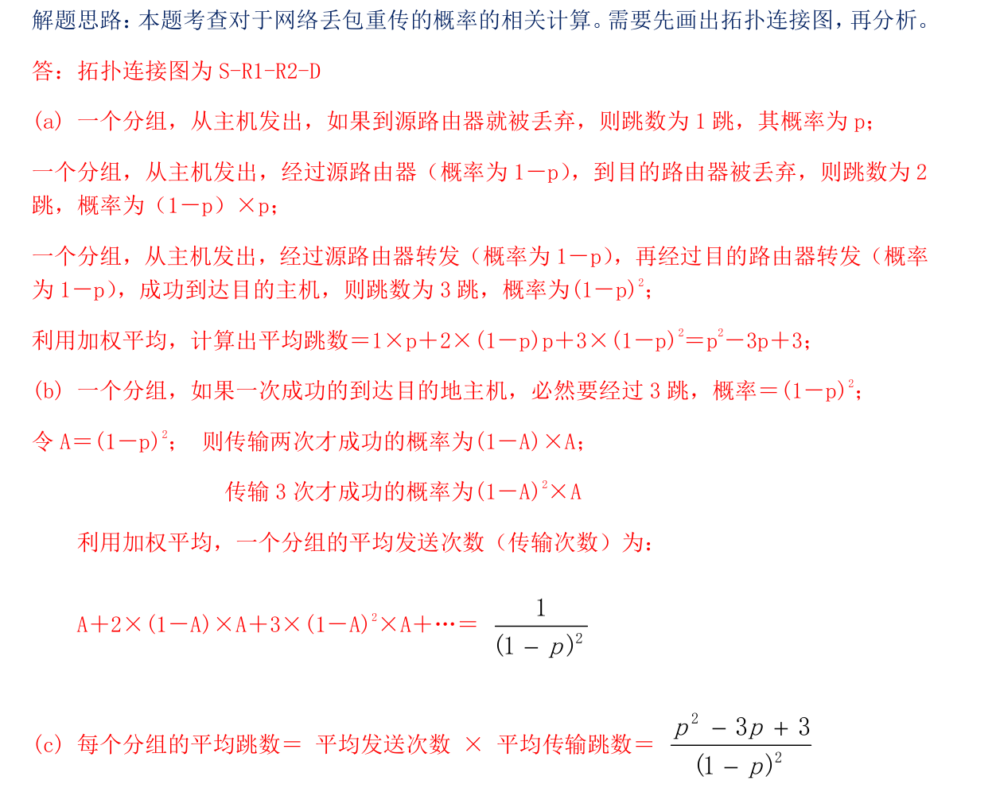 解题思路：本题考查对于网络丢包重传的概率的相关计算。需要先画出拓扑连接图，再分析。
答：拓扑连接图为 S-R1-R2-D
(a) 一个分组，从主机发出，如果到源路由器就被丢弃，则跳数为 1 跳，其概率为 p；
一个分组，从主机发出，经过源路由器（概率为 1－p），到目的路由器被丢弃，则跳数为 2
跳，概率为（1－p）×p；
一个分组，从主机发出，经过源路由器转发（概率为 1－p），再经过目的路由器转发（概率
为 1－p），成功到达目的主机，则跳数为 3 跳，概率为(1－p)²；
利用加权平均，计算出平均跳数＝1×p＋2×(1－p)p＋3×(1－p)²＝p²－3p＋3；
(b) 一个分组，如果一次成功的到达目的地主机，必然要经过 3 跳，概率＝(1－p)²；
令 A＝(1－p)²； 则传输两次才成功的概率为(1－A)×A；
传输 3 次才成功的概率为(1－A)²×A
利用加权平均，一个分组的平均发送次数（传输次数）为：
A＋2×(1－A)×A＋3×(1－A)²×A＋…＝ 1/(1 − p)²
(c) 每个分组的平均跳数＝ 平均发送次数 × 平均传输跳数＝ (p² − 3p + 3)/(1 − p)²